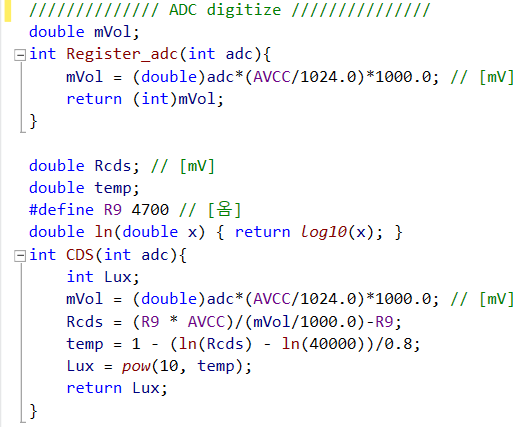 ////////////// ADC digitize ///////////////
double mVol;
int Register_adc(int adc){
mVol = (double)adc*(AVCC/1024.0)*1000.0; // [mV]
return (int)mVol;
}
double Rcds; // [mV]
double temp;
#define R9 4700 // [옴]
double ln(double x) { return log10(x); }
int CDS(int adc){
int Lux;
mVol = (double)adc*(AVCC/1024.0)*1000.0; // [mV]
Rcds = (R9 * AVCC)/(mVol/1000.0)-R9;
temp = 1 - (ln(Rcds) - ln(40000))/0.8;
Lux = pow(10, temp);
return Lux;
}